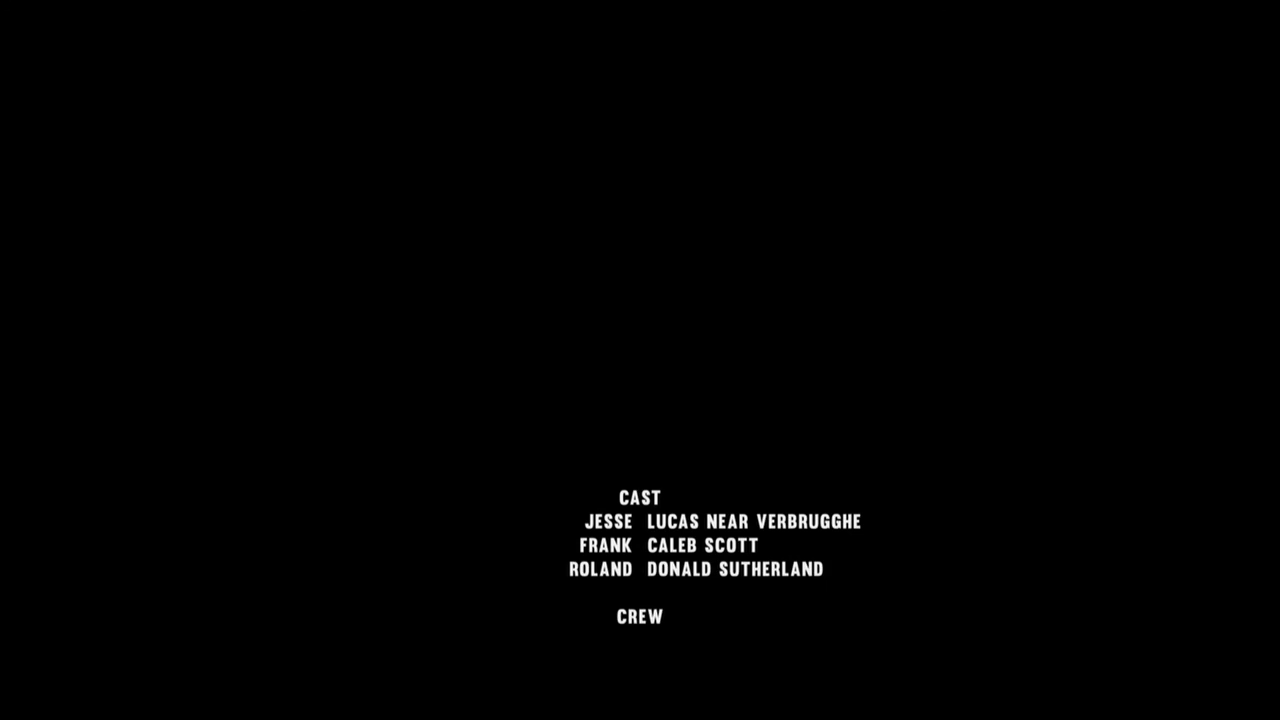 CAST
JESSE LUCAS NEAR VERBRUGGHE
FRANK CALEB SCOTT
ROLAND DONALD SUTHERLAND
CREW